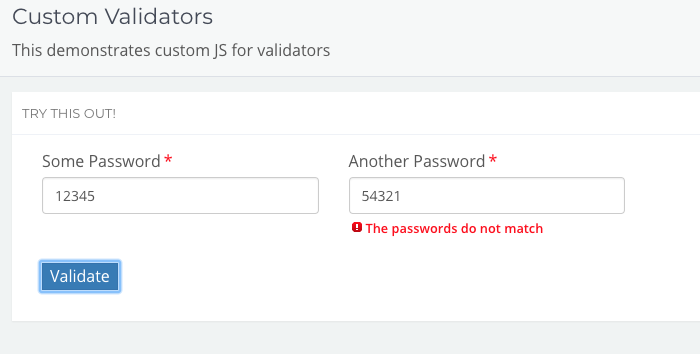 Custom Validators
This demonstrates custom JS for validators
TRY THIS OUT!
Some Password * Another Password *
12345 54321
The passwords do not match
Validate